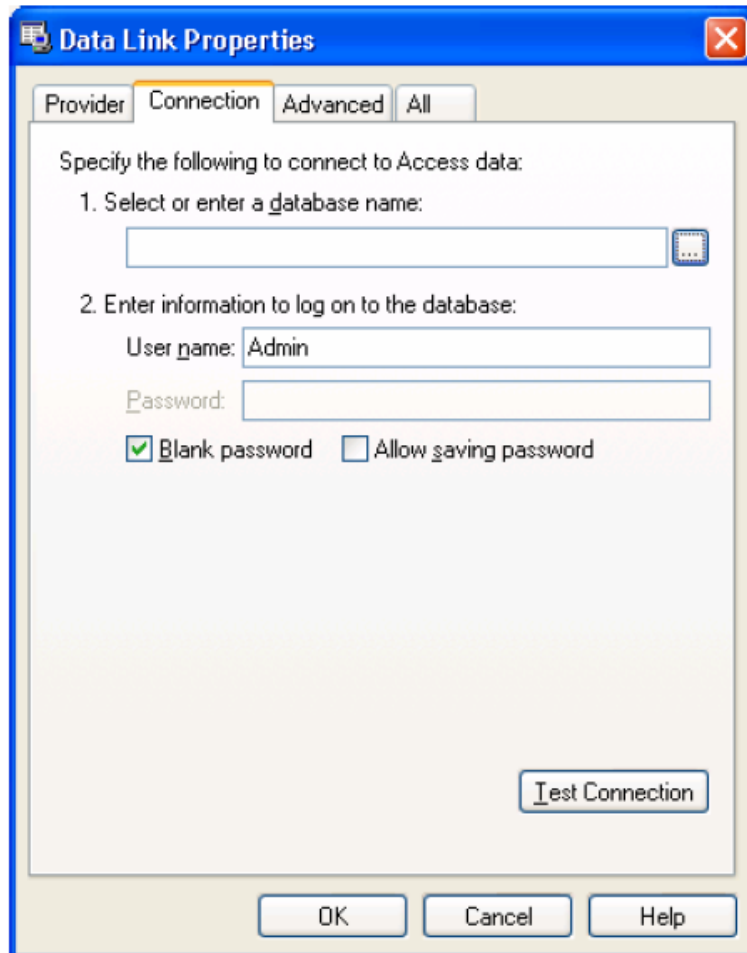 Data Link Properties
Provider Connection Advanced All
Specify the following to connect to Access data:
1. Select or enter a database name:
...
2. Enter information to log on to the database:
User name: Admin
Password:
Blank password Allow saving password
Test Connection
OK Cancel Help